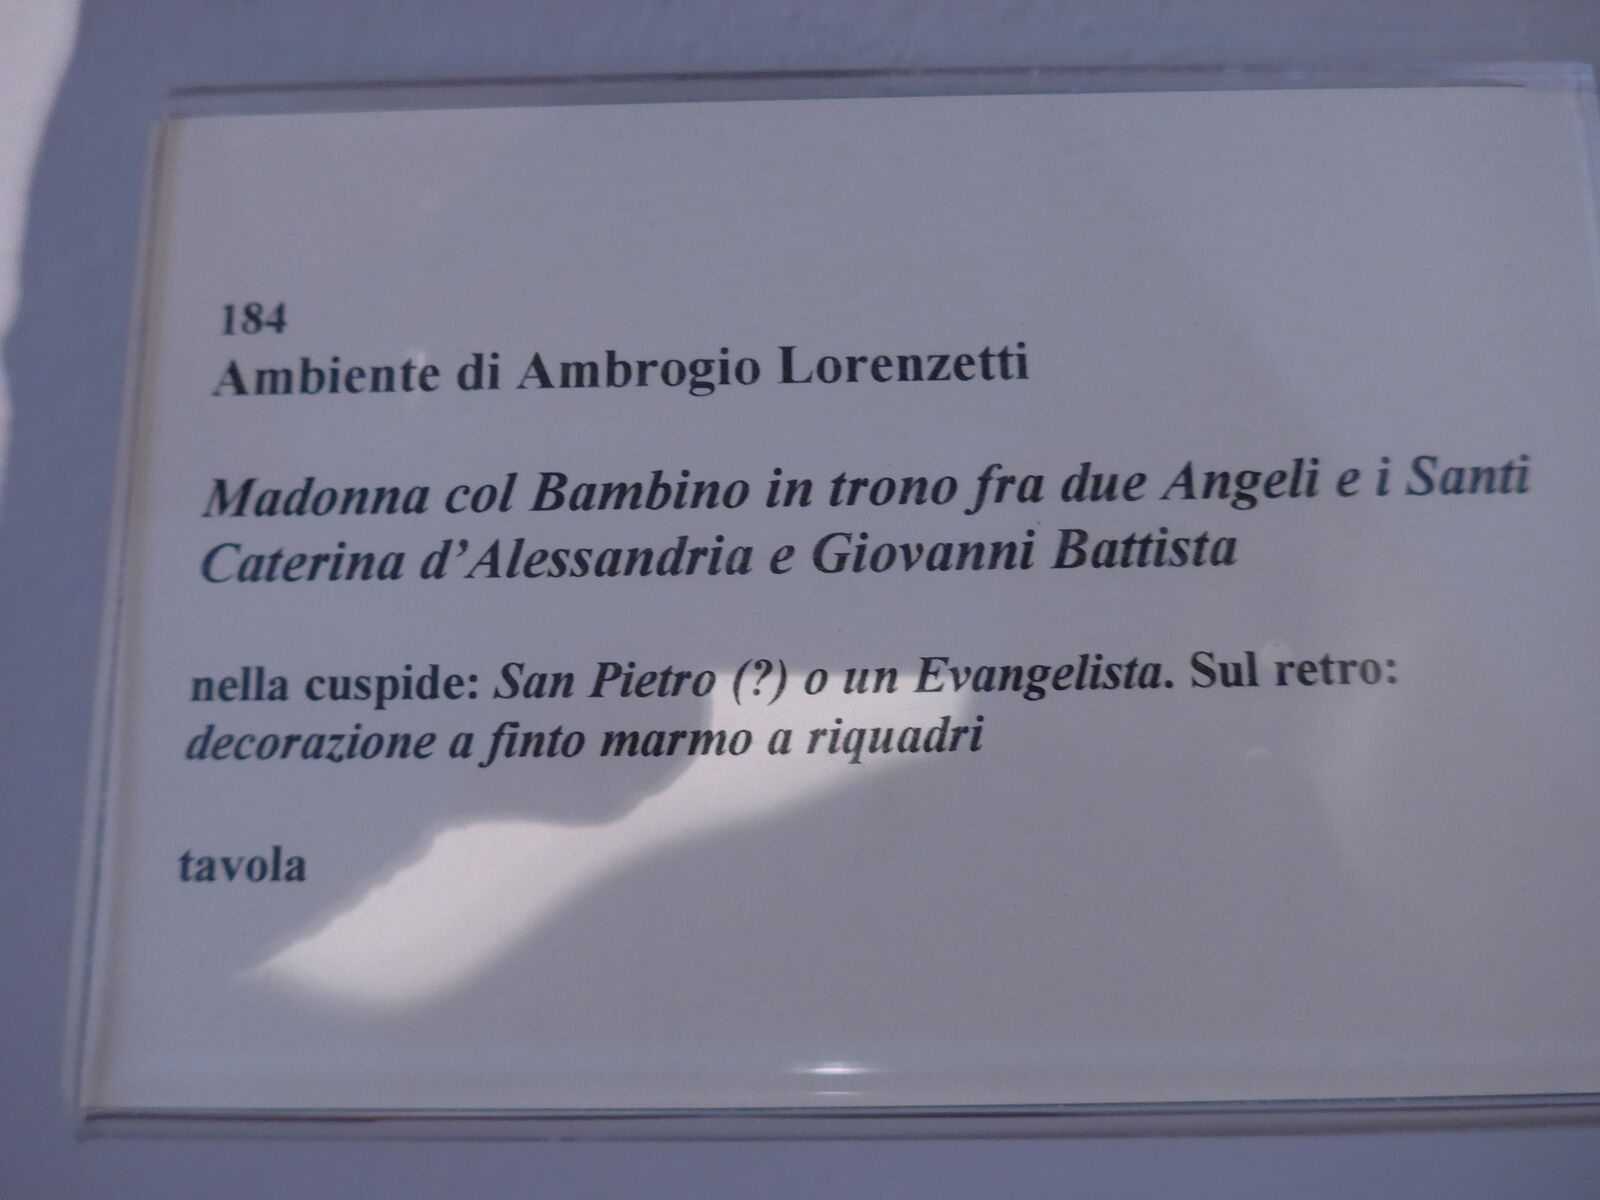 184
Ambiente di Ambrogio Lorenzetti
Madonna col Bambino in trono fra due Angeli e i Santi
Caterina d'Alessandria e Giovanni Battista
nella cuspide: San Pietro (?) o un Evangelista. Sul retro:
decorazione a finto marmo a riquadri
tavola